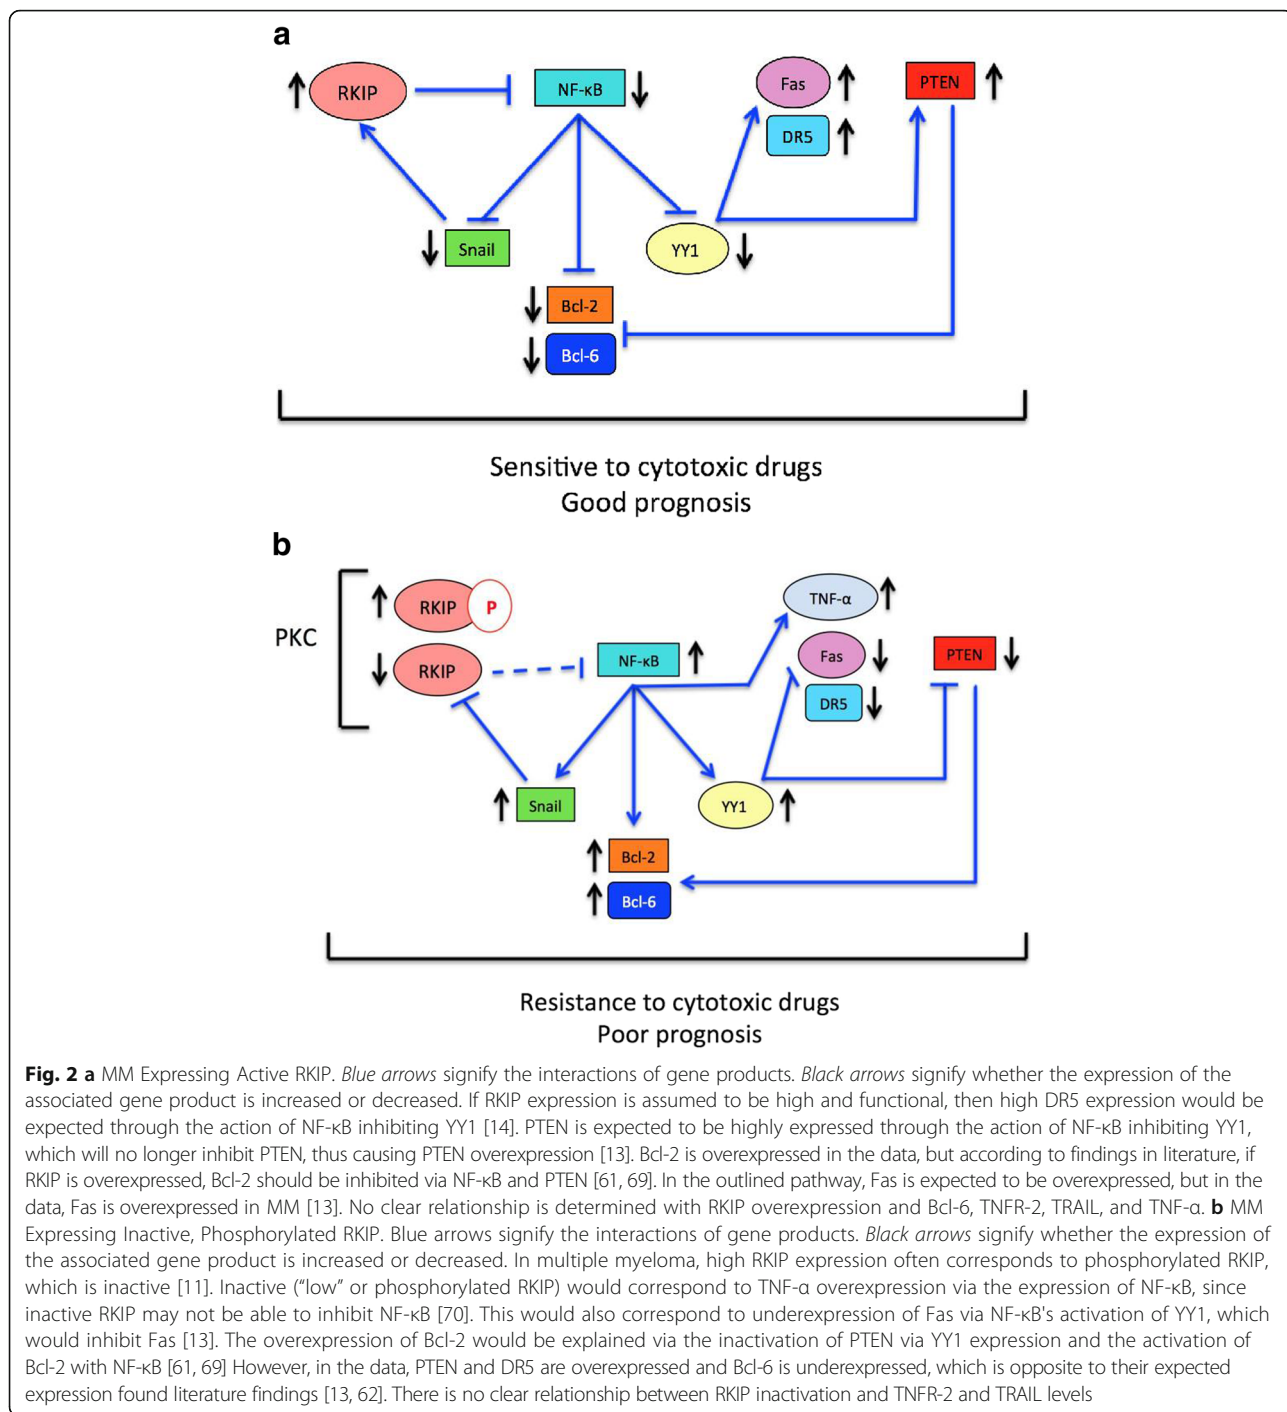 a
RKIP
NF-κB
Fas
PTEN
DR5
Snail
YY1
Bcl-2
Bcl-6
Sensitive to cytotoxic drugs
Good prognosis
b
PKC
RKIP
P
TNF-α
RKIP
NF-κB
Fas
PTEN
DR5
Snail
YY1
Bcl-2
Bcl-6
Resistance to cytotoxic drugs
Poor prognosis
Fig. 2 a MM Expressing Active RKIP. Blue arrows signify the interactions of gene products. Black arrows signify whether the expression of the
associated gene product is increased or decreased. If RKIP expression is assumed to be high and functional, then high DR5 expression would be
expected through the action of NF-κB inhibiting YY1 [14]. PTEN is expected to be highly expressed through the action of NF-κB inhibiting YY1,
which will no longer inhibit PTEN, thus causing PTEN overexpression [13]. Bcl-2 is overexpressed in the data, but according to findings in literature, if
RKIP is overexpressed, Bcl-2 should be inhibited via NF-κB and PTEN [61, 69]. In the outlined pathway, Fas is expected to be overexpressed, but in the
data, Fas is overexpressed in MM [13]. No clear relationship is determined with RKIP overexpression and Bcl-6, TNFR-2, TRAIL, and TNF-α. b MM
Expressing Inactive, Phosphorylated RKIP. Blue arrows signify the interactions of gene products. Black arrows signify whether the expression of
the associated gene product is increased or decreased. In multiple myeloma, high RKIP expression often corresponds to phosphorylated RKIP,
which is inactive [11]. Inactive (“low” or phosphorylated RKIP) would correspond to TNF-α overexpression via the expression of NF-κB, since
inactive RKIP may not be able to inhibit NF-κB [70]. This would also correspond to underexpression of Fas via NF-κB's activation of YY1, which
would inhibit Fas [13]. The overexpression of Bcl-2 would be explained via the inactivation of PTEN via YY1 expression and the activation of
Bcl-2 with NF-κB [61, 69] However, in the data, PTEN and DR5 are overexpressed and Bcl-6 is underexpressed, which is opposite to their expected
expression found literature findings [13, 62]. There is no clear relationship between RKIP inactivation and TNFR-2 and TRAIL levels